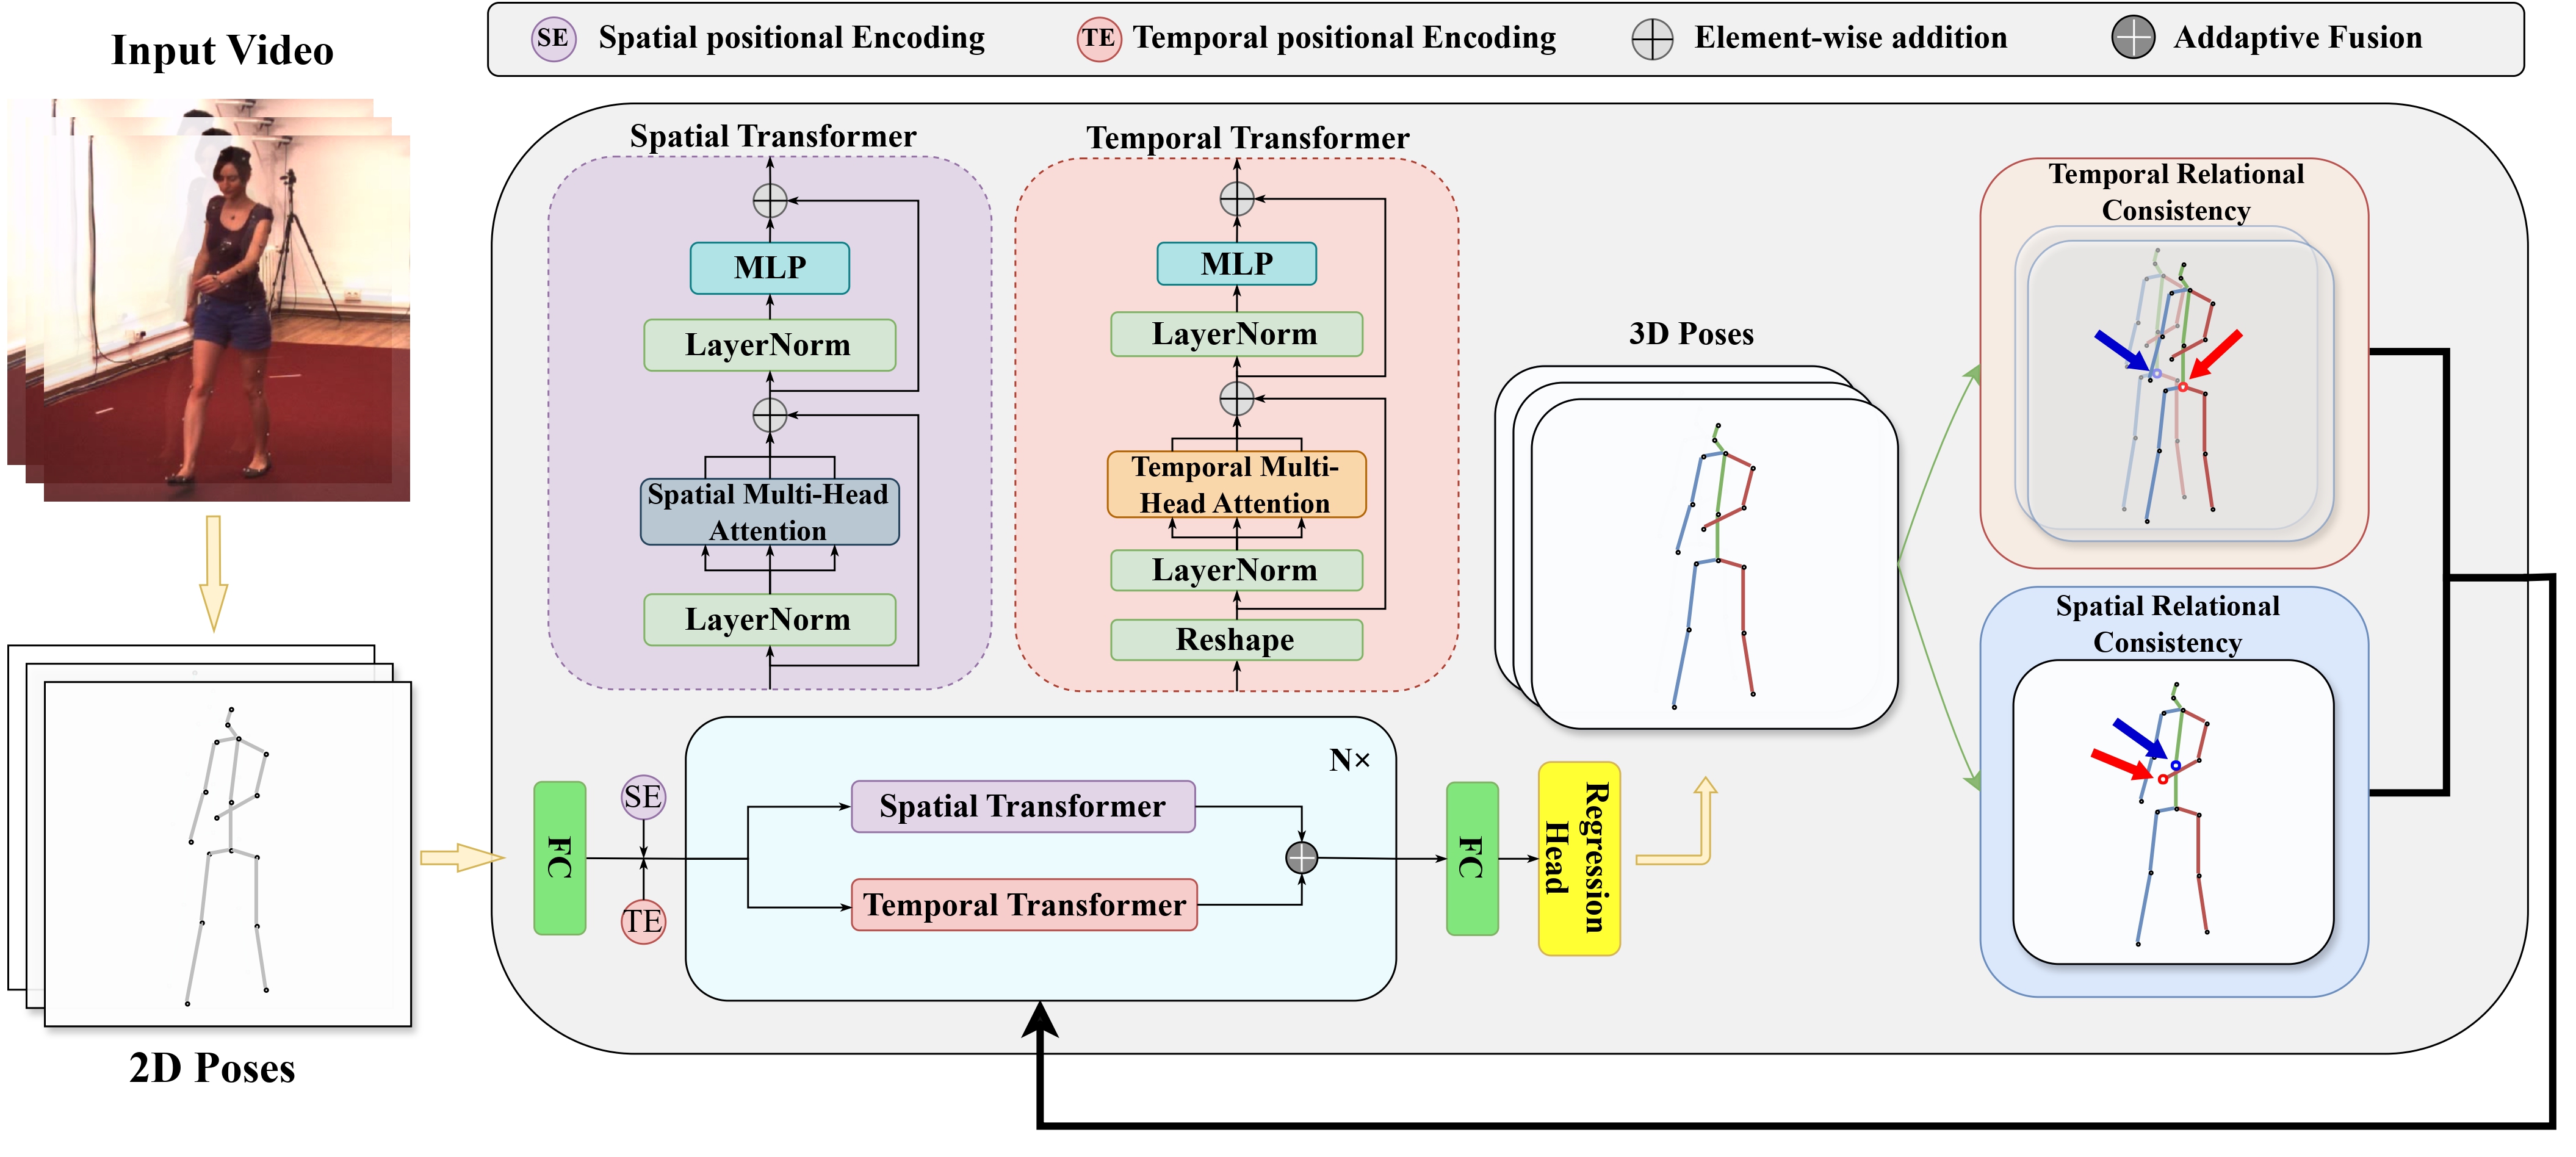 Input Video
SE Spatial positional Encoding
TE Temporal positional Encoding
Element-wise addition
Addaptive Fusion
Spatial Transformer
MLP
LayerNorm
Spatial Multi-Head
Attention
LayerNorm
Temporal Transformer
MLP
LayerNorm
Temporal Multi-
Head Attention
LayerNorm
Reshape
3D Poses
Temporal Relational
Consistency
Spatial Relational
Consistency
2D Poses
FC
SE
TE
N×
Spatial Transformer
Temporal Transformer
FC
Regression
Head